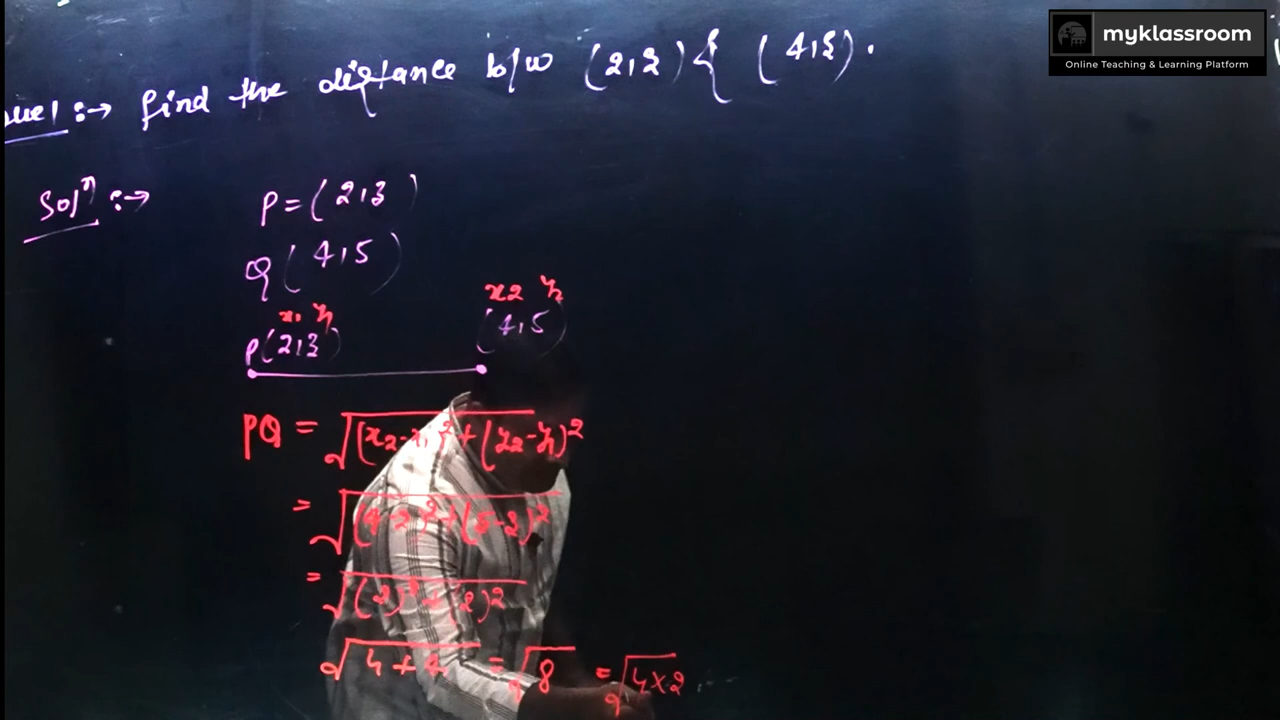 myklassroom
Online Teaching & Learning Platform
:→ find the distance b/w (2,3) & (4,5).
Solⁿ :→
P = (2,3)
Q (4,5)
x₁ y₁
x₂ y₂
P(2,3)
(4,5)
PQ = √(x₂-x₁)²+(y₂-y₁)²
= √(4-2)²+(5-3)²
= √(2)²+(2)²
√4+4 = √8 = √4×2